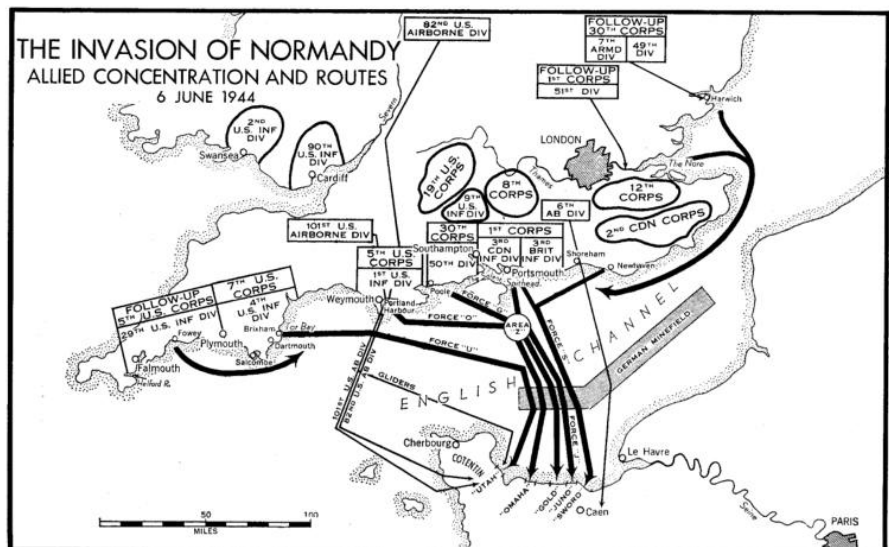 THE INVASION OF NORMANDY
ALLIED CONCENTRATION AND ROUTES
6 JUNE 1944
82ND U.S.
AIRBORNE DIV
FOLLOW-UP
30TH CORPS
7TH
ARMD
DIV
49TH
DIV
FOLLOW-UP
1ST CORPS
51ST DIV
Harwich
LONDON
The Nore
Thames
Severn
2ND
U.S. INF
DIV
Swansea
90TH
U.S. INF
DIV
Cardiff
19TH U.S.
CORPS
8TH
CORPS
9TH
U.S.
INF DIV
6TH
AB DIV
12TH
CORPS
2ND CDN CORPS
101ST U.S.
AIRBORNE DIV
5TH U.S.
CORPS
1ST U.S.
INF DIV
30TH
CORPS
50TH DIV
1ST CORPS
3RD
CDN
INF DIV
3RD
BRIT
INF DIV
Southampton
Portsmouth
Spithead
Shoreham
Newhaven
Poole
Weymouth
Portland
Harbour
FOLLOW-UP
5TH U.S. CORPS
29TH U.S. INF DIV
7TH U.S.
CORPS
4TH
U.S. INF
DIV
Fowey
Plymouth
Brixham
Tor Bay
Dartmouth
Salcombe
Falmouth
Helford R.
FORCE "G"
FORCE "O"
FORCE "U"
FORCE "S"
FORCE "J"
AREA
"Z"
ENGLISH CHANNEL
GERMAN MINEFIELD
101ST U.S. AB DIV
82ND U.S. AB DIV
GLIDERS
Cherbourg
COTENTIN
"UTAH"
"OMAHA"
"GOLD"
"JUNO"
"SWORD"
Caen
Le Havre
Seine
PARIS
0 50 100
MILES